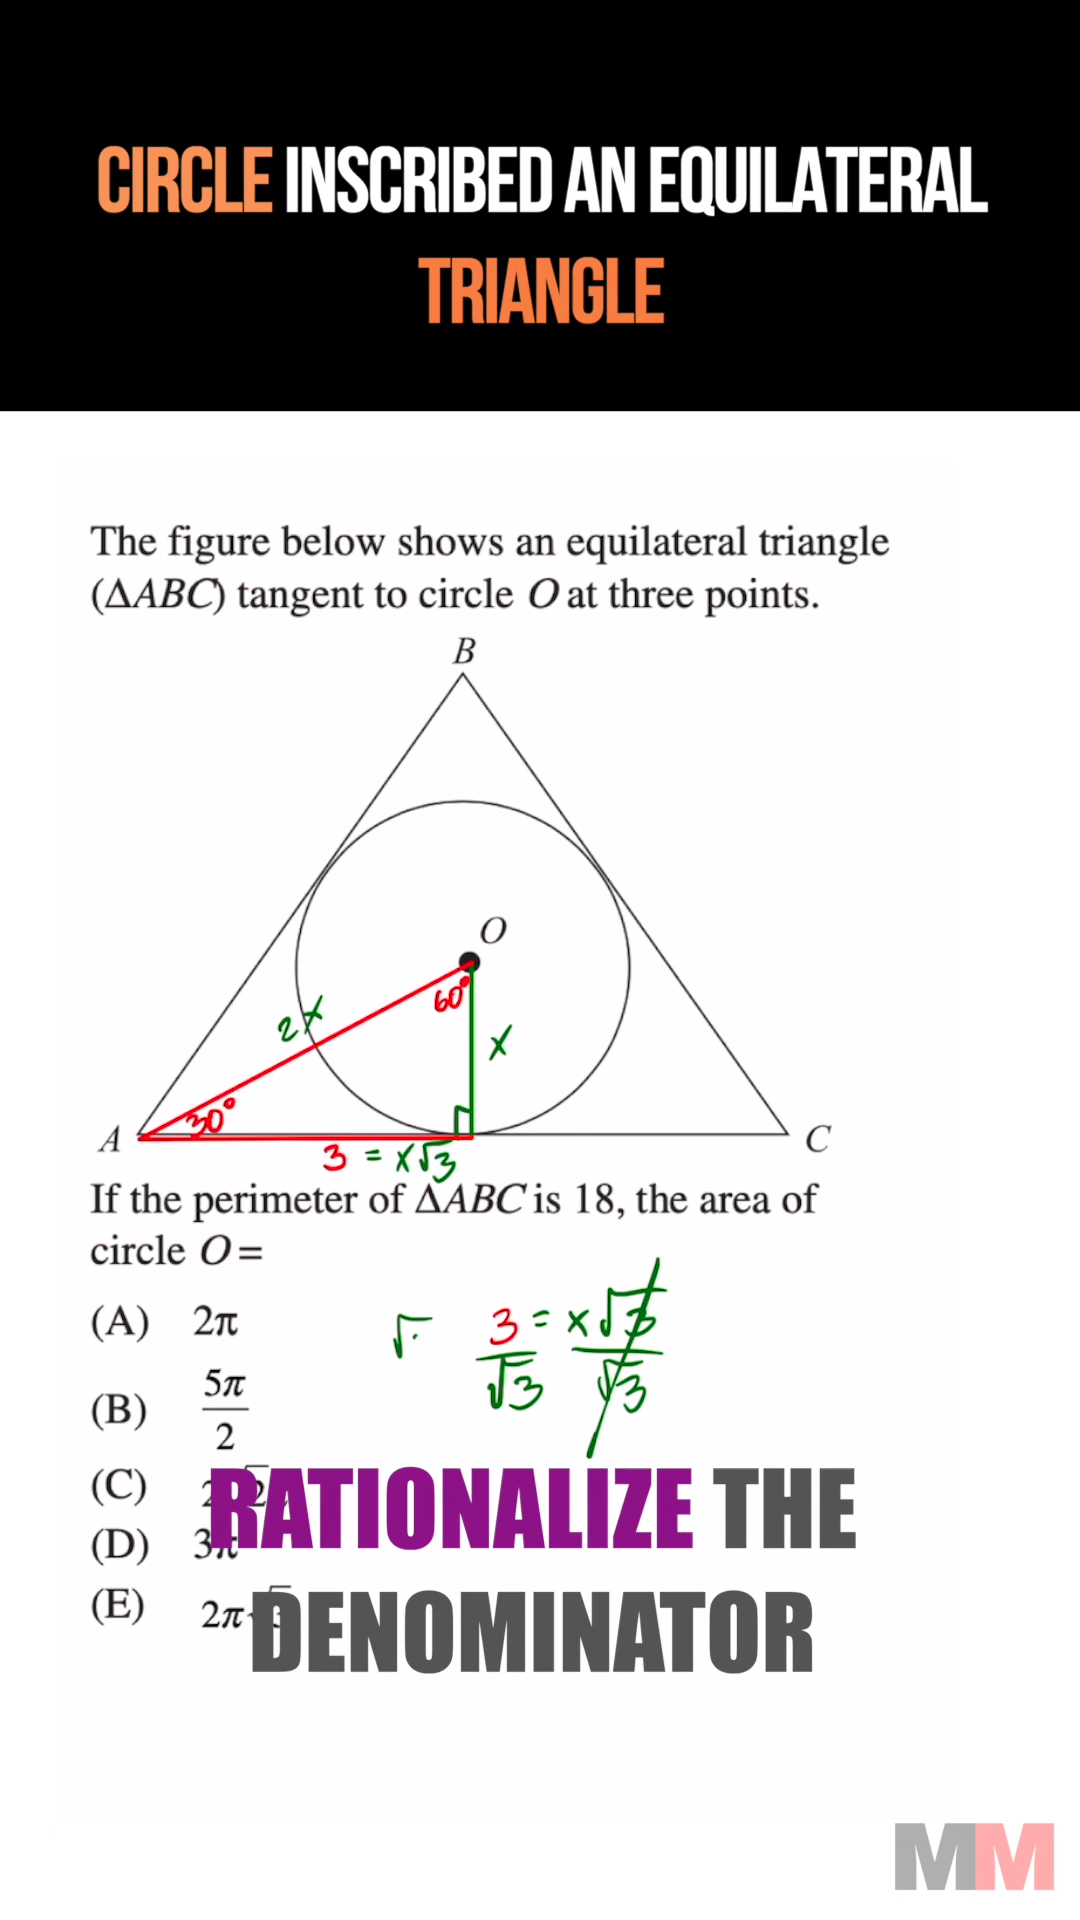 CIRCLE INSCRIBED AN EQUILATERAL
TRIANGLE
The figure below shows an equilateral triangle
(ΔABC) tangent to circle O at three points.
B
O
60°
2x
x
30°
A
C
3 = x√3
If the perimeter of ΔABC is 18, the area of
circle O =
(A) 2π
√ 3 = x√3
√3 √3
(B) 5π/2
(C)
(D) 3π
(E) 2π
RATIONALIZE THE
DENOMINATOR
MM